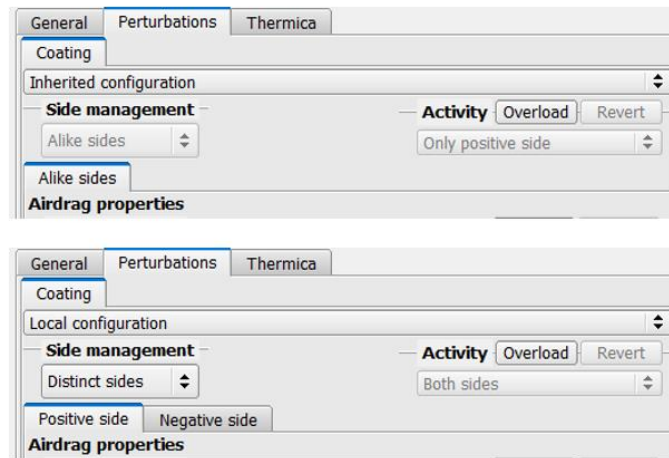 General Perturbations Thermica
Coating
Inherited configuration
Side management Activity Overload Revert
Alike sides Only positive side
Alike sides
Airdrag properties
General Perturbations Thermica
Coating
Local configuration
Side management Activity Overload Revert
Distinct sides Both sides
Positive side Negative side
Airdrag properties